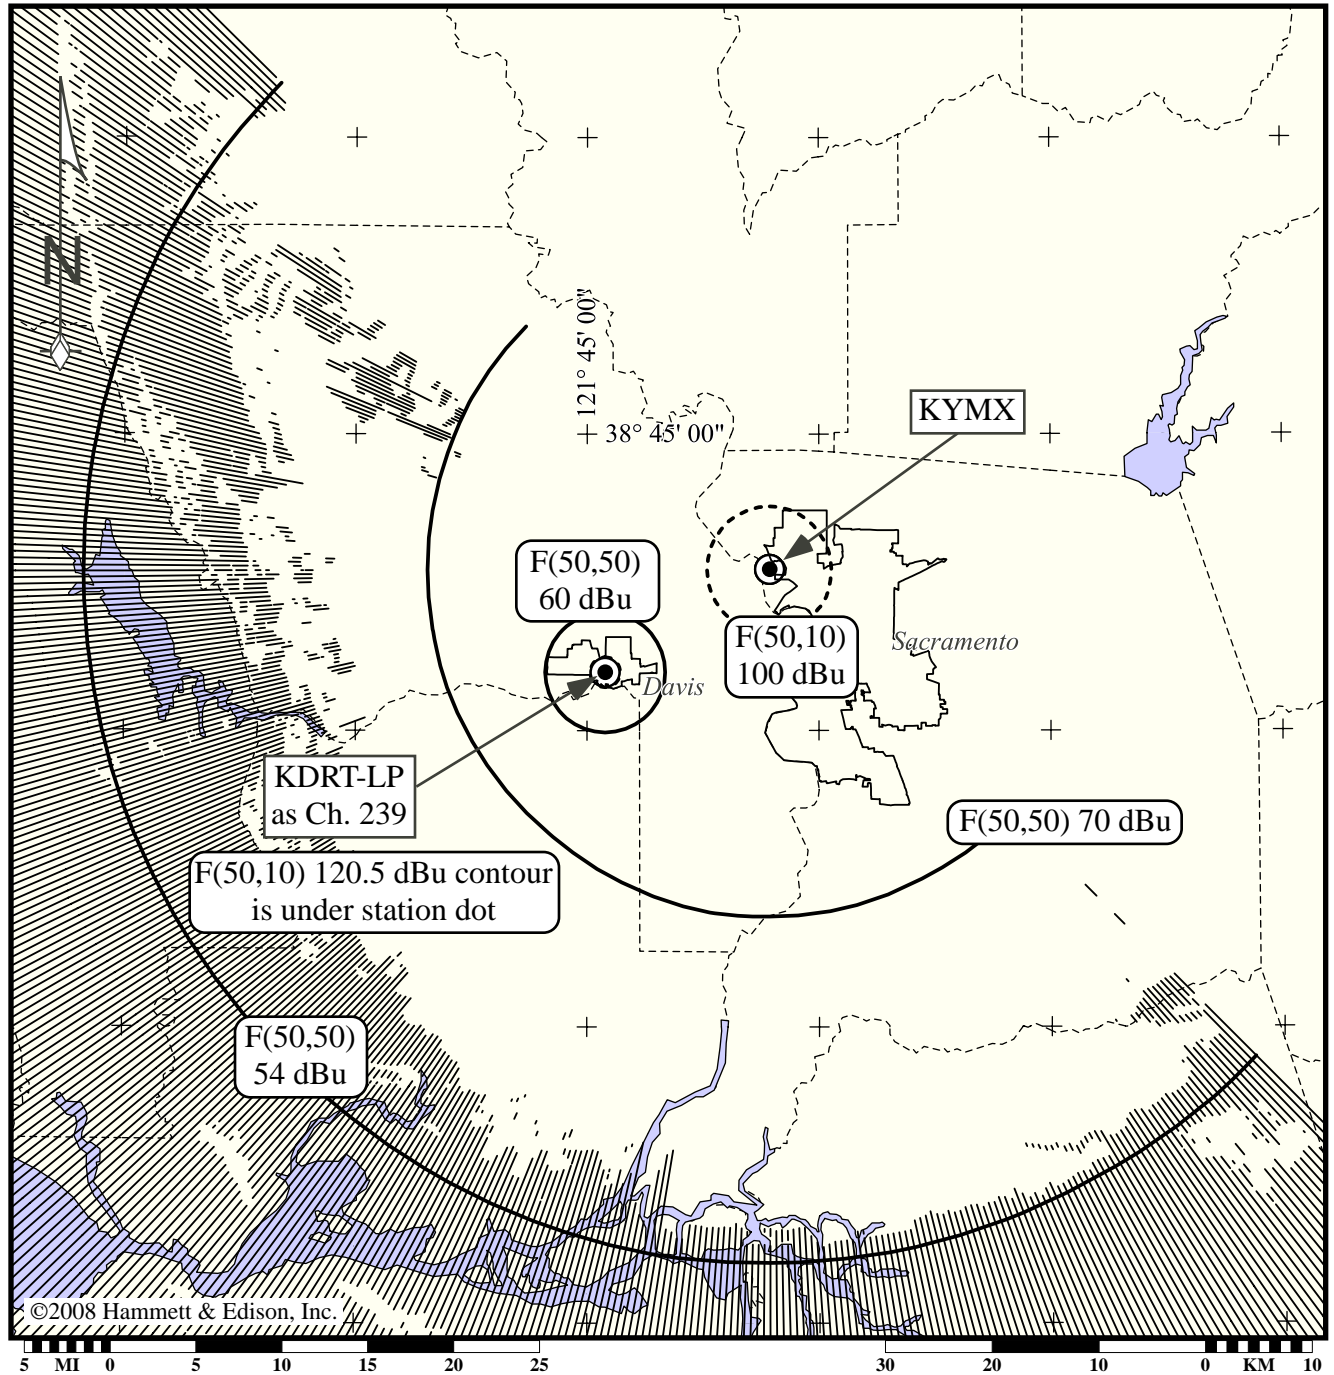 N
121° 45' 00"
38° 45' 00"
KYMX
F(50,50)
60 dBu
F(50,10)
100 dBu
Sacramento
Davis
KDRT-LP
as Ch. 239
F(50,50) 70 dBu
F(50,10) 120.5 dBu contour
is under station dot
F(50,50)
54 dBu
©2008 Hammett & Edison, Inc.
5 MI 0 5 10 15 20 25
30 20 10 0 KM 10